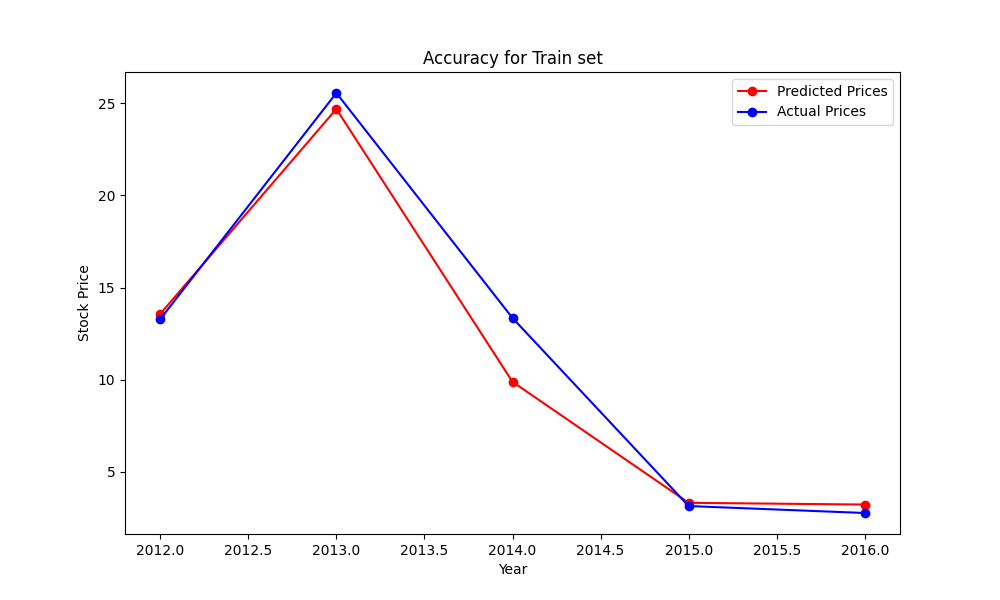 Accuracy for Train set
Predicted Prices
Actual Prices
25
20
15
10
5
Stock Price
2012.0 2012.5 2013.0 2013.5 2014.0 2014.5 2015.0 2015.5 2016.0
Year